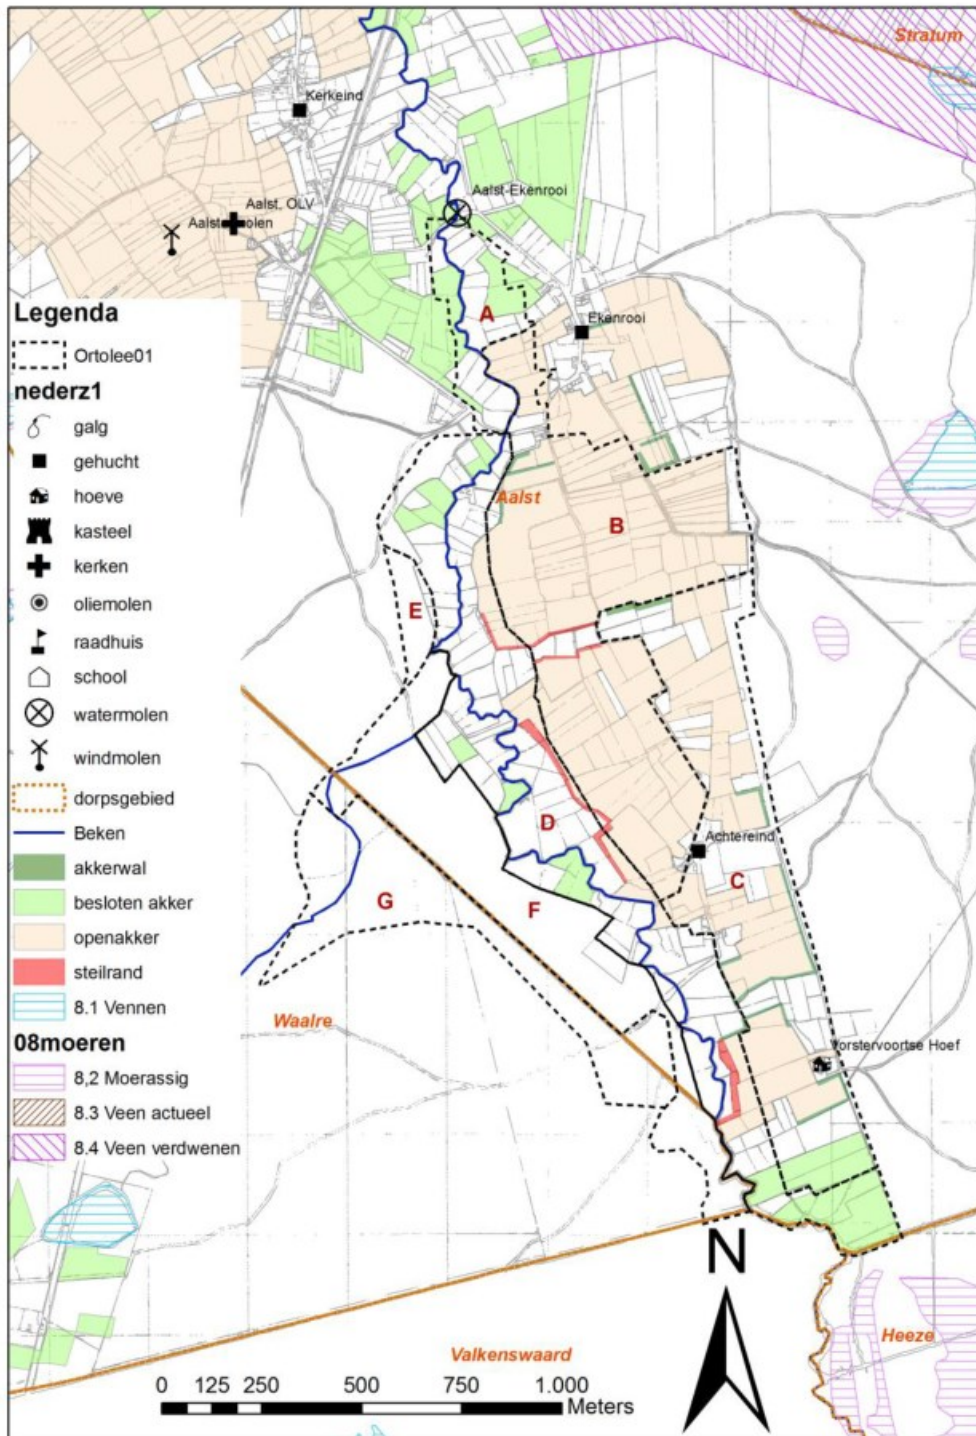 Stratum
Kerkeind
Aalst-Ekenrooi
Aalst, OLV
Ekenrooi
Legenda
Ortolee01
nederz1
galg
gehucht
hoeve
kasteel
kerken
oliemolen
raadhuis
school
watermolen
windmolen
dorpsgebied
Beken
akkerwal
besloten akker
openakker
steilrand
8.1 Vennen
08moeren
8,2 Moerassig
8.3 Veen actueel
8.4 Veen verdwenen
A
Aalst
B
E
D
Achtereind
C
G
F
Waalre
Vorstervoortse Hoef
N
Heeze
Valkenswaard
0 125 250 500 750 1.000
Meters